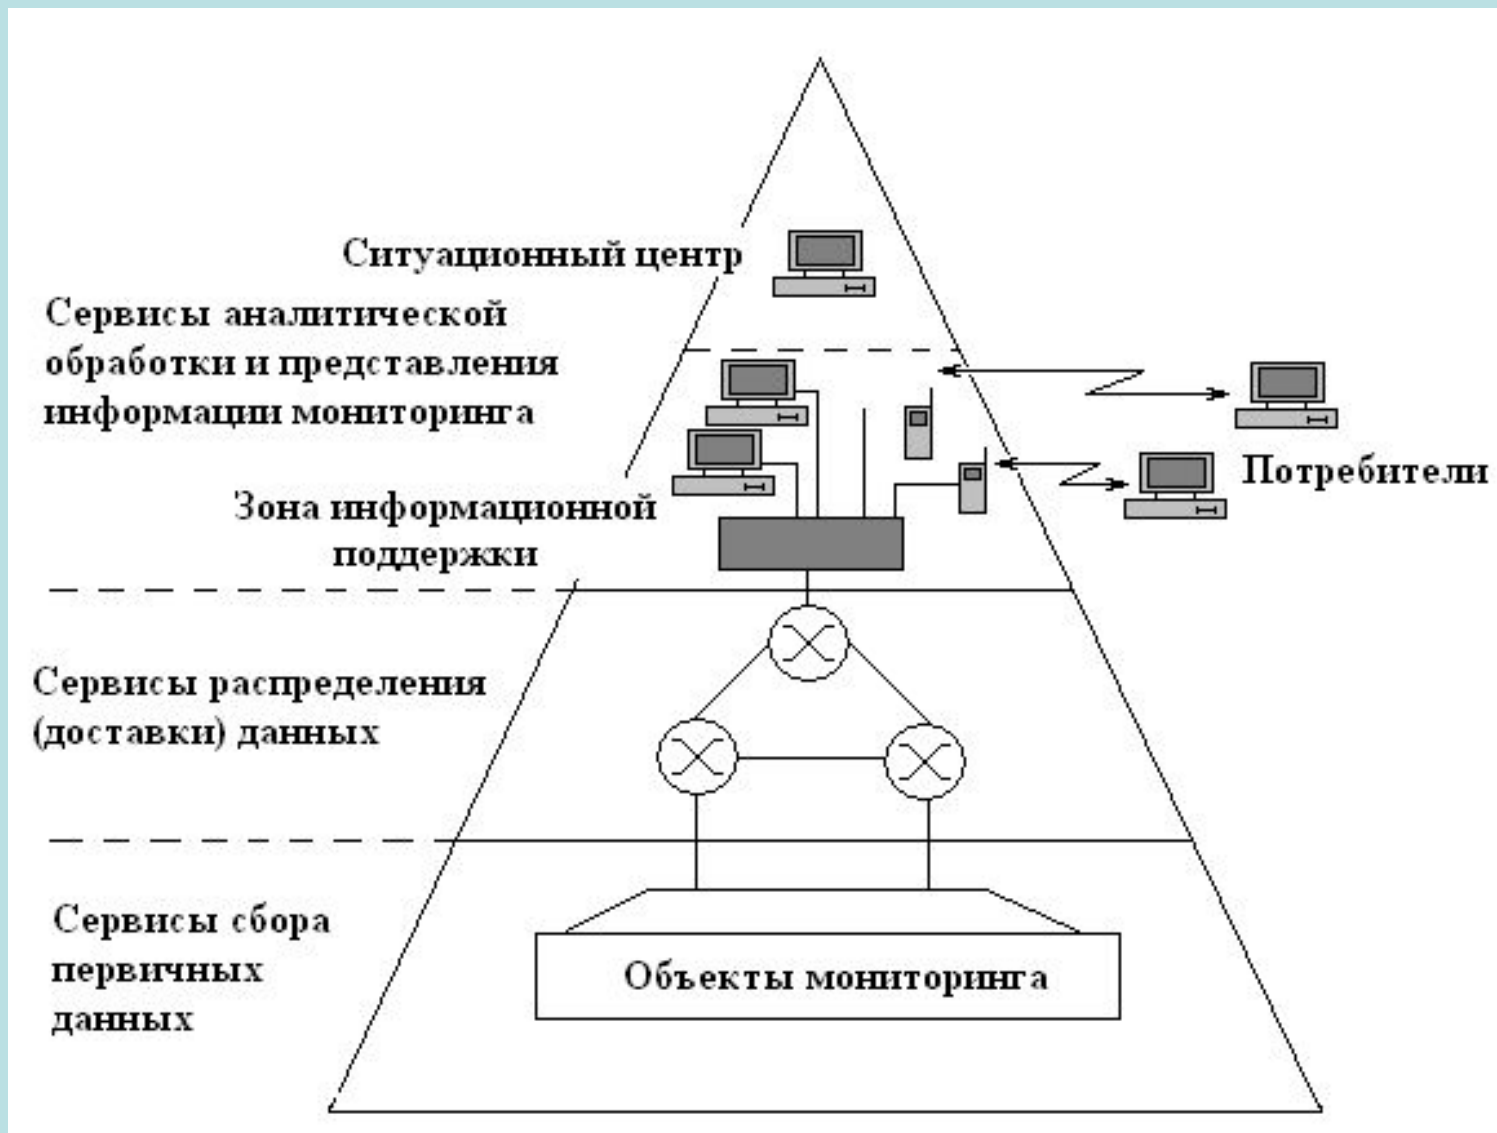 Ситуационный центр
Сервисы аналитической
обработки и представления
информации мониторинга
Потребители
Зона информационной
поддержки
Сервисы распределения
(доставки) данных
Сервисы сбора
первичных
данных
Объекты мониторинга